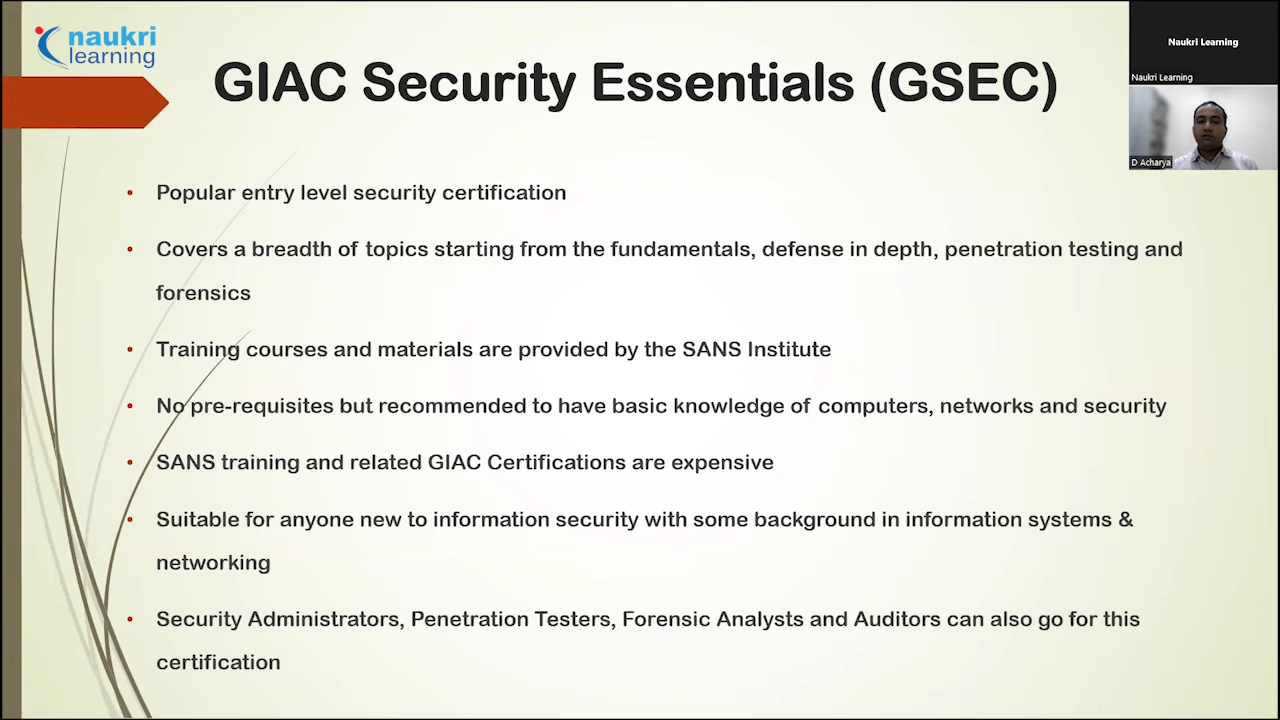 naukri
learning
GIAC Security Essentials (GSEC)
Naukri Learning
Naukri Learning
D Acharya
• Popular entry level security certification
• Covers a breadth of topics starting from the fundamentals, defense in depth, penetration testing and
forensics
• Training courses and materials are provided by the SANS Institute
• No pre-requisites but recommended to have basic knowledge of computers, networks and security
• SANS training and related GIAC Certifications are expensive
• Suitable for anyone new to information security with some background in information systems &
networking
• Security Administrators, Penetration Testers, Forensic Analysts and Auditors can also go for this
certification